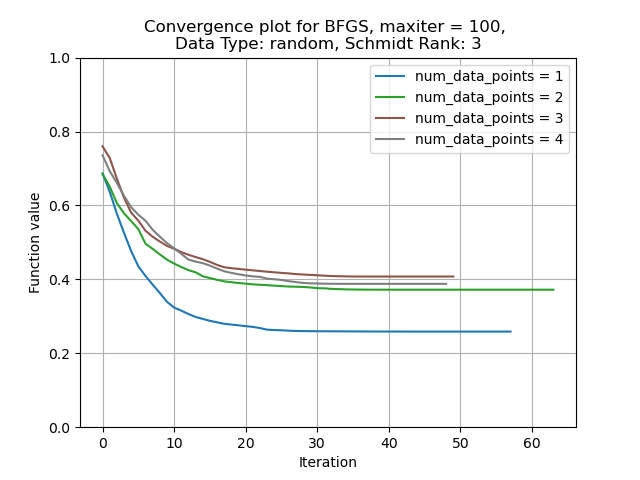 Convergence plot for BFGS, maxiter = 100,
Data Type: random, Schmidt Rank: 3
1.0
0.8
0.6
0.4
0.2
0.0
Function value
num_data_points = 1
num_data_points = 2
num_data_points = 3
num_data_points = 4
0 10 20 30 40 50 60
Iteration